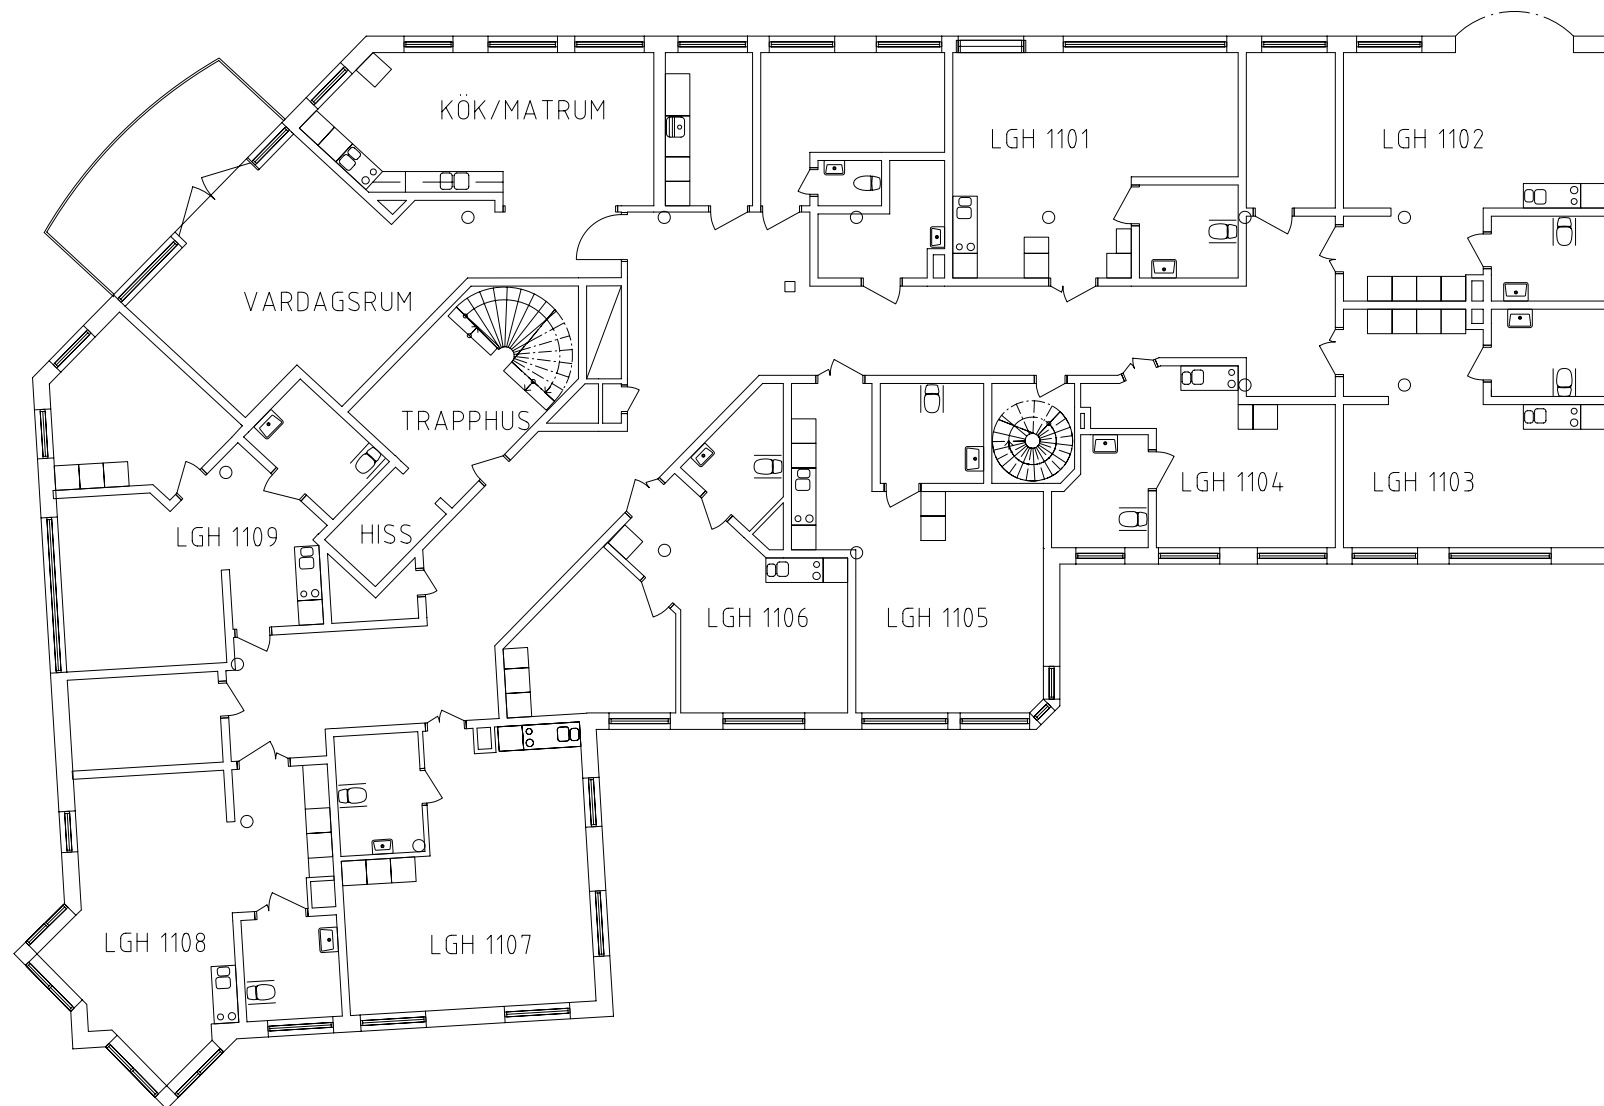 KÖK/MATRUM
LGH 1101
LGH 1102
VARDAGSRUM
TRAPPHUS
LGH 1104
LGH 1103
LGH 1109
HISS
LGH 1106
LGH 1105
LGH 1108
LGH 1107